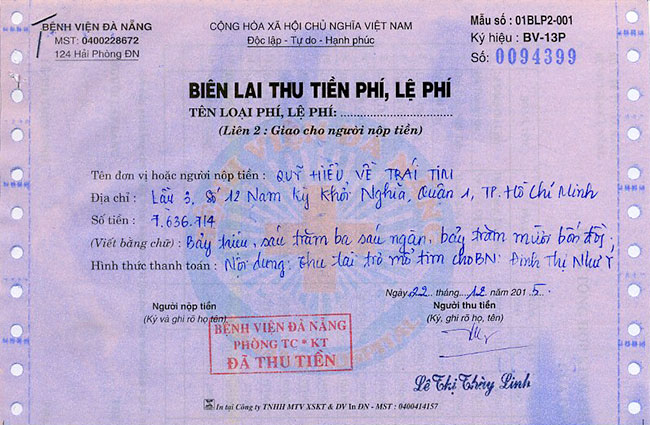 BỆNH VIỆN ĐÀ NẴNG
MST: 0400228672
124 Hải Phòng ĐN
CỘNG HÒA XÃ HỘI CHỦ NGHĨA VIỆT NAM
Độc lập - Tự do - Hạnh phúc
Mẫu số : 01BLP2-001
Ký hiệu : BV-13P
Số: 0094399
BIÊN LAI THU TIỀN PHÍ, LỆ PHÍ
TÊN LOẠI PHÍ, LỆ PHÍ:
(Liên 2 : Giao cho người nộp tiền)
Tên đơn vị hoặc người nộp tiền : QUỸ HIỂU VỀ TRÁI TIM
Địa chỉ : Lầu 3, Số 12 Nam Kỳ Khởi Nghĩa, Quận 1, TP. Hồ Chí Minh
Số tiền : 7.636.714
(Viết bằng chữ) : Bảy triệu, sáu trăm ba sáu ngàn, bảy trăm mười bốn đồng
Hình thức thanh toán : Nội dung: Thu tài trợ mổ tim cho BN: Đinh Thị Như Ý
Ngày 22 tháng 12 năm 2015.
Người nộp tiền
(Ký và ghi rõ họ tên)
Người thu tiền
(Ký, ghi rõ họ, tên)
BỆNH VIỆN ĐÀ NẴNG
PHÒNG TC * KT
ĐÃ THU TIỀN
Lê Thị Thùy Linh
In tại Công ty TNHH MTV XSKT & DV In ĐN - MST : 0400414157